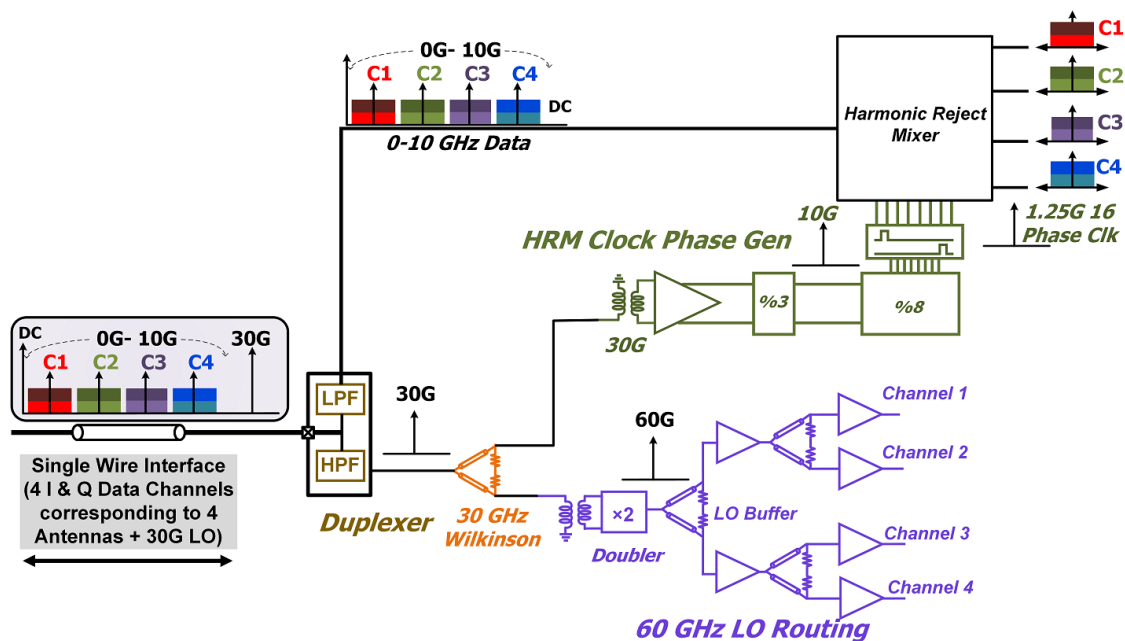 0G- 10G
C1
C2
C3
C4
DC
0-10 GHz Data
Harmonic Reject
Mixer
C1
C2
C3
C4
1.25G 16
Phase Clk
10G
HRM Clock Phase Gen
30G
%3
%8
DC
0G- 10G
30G
C1
C2
C3
C4
Single Wire Interface
(4 I & Q Data Channels
corresponding to 4
Antennas + 30G LO)
LPF
HPF
Duplexer
30G
30 GHz
Wilkinson
60G
×2
Doubler
LO Buffer
Channel 1
Channel 2
Channel 3
Channel 4
60 GHz LO Routing